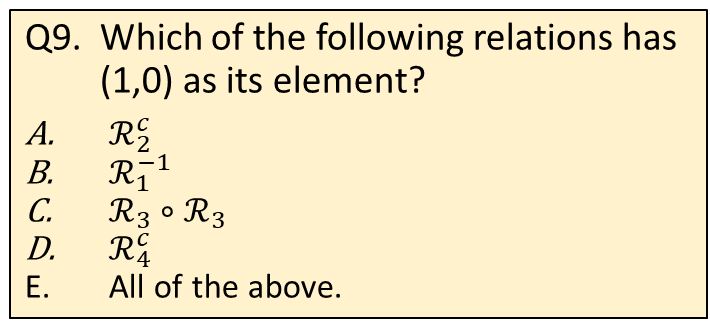 Q9. Which of the following relations has
(1,0) as its element?
A. ℛ₂ᶜ
B. ℛ₁⁻¹
C. ℛ₃ ∘ ℛ₃
D. ℛ₄ᶜ
E. All of the above.